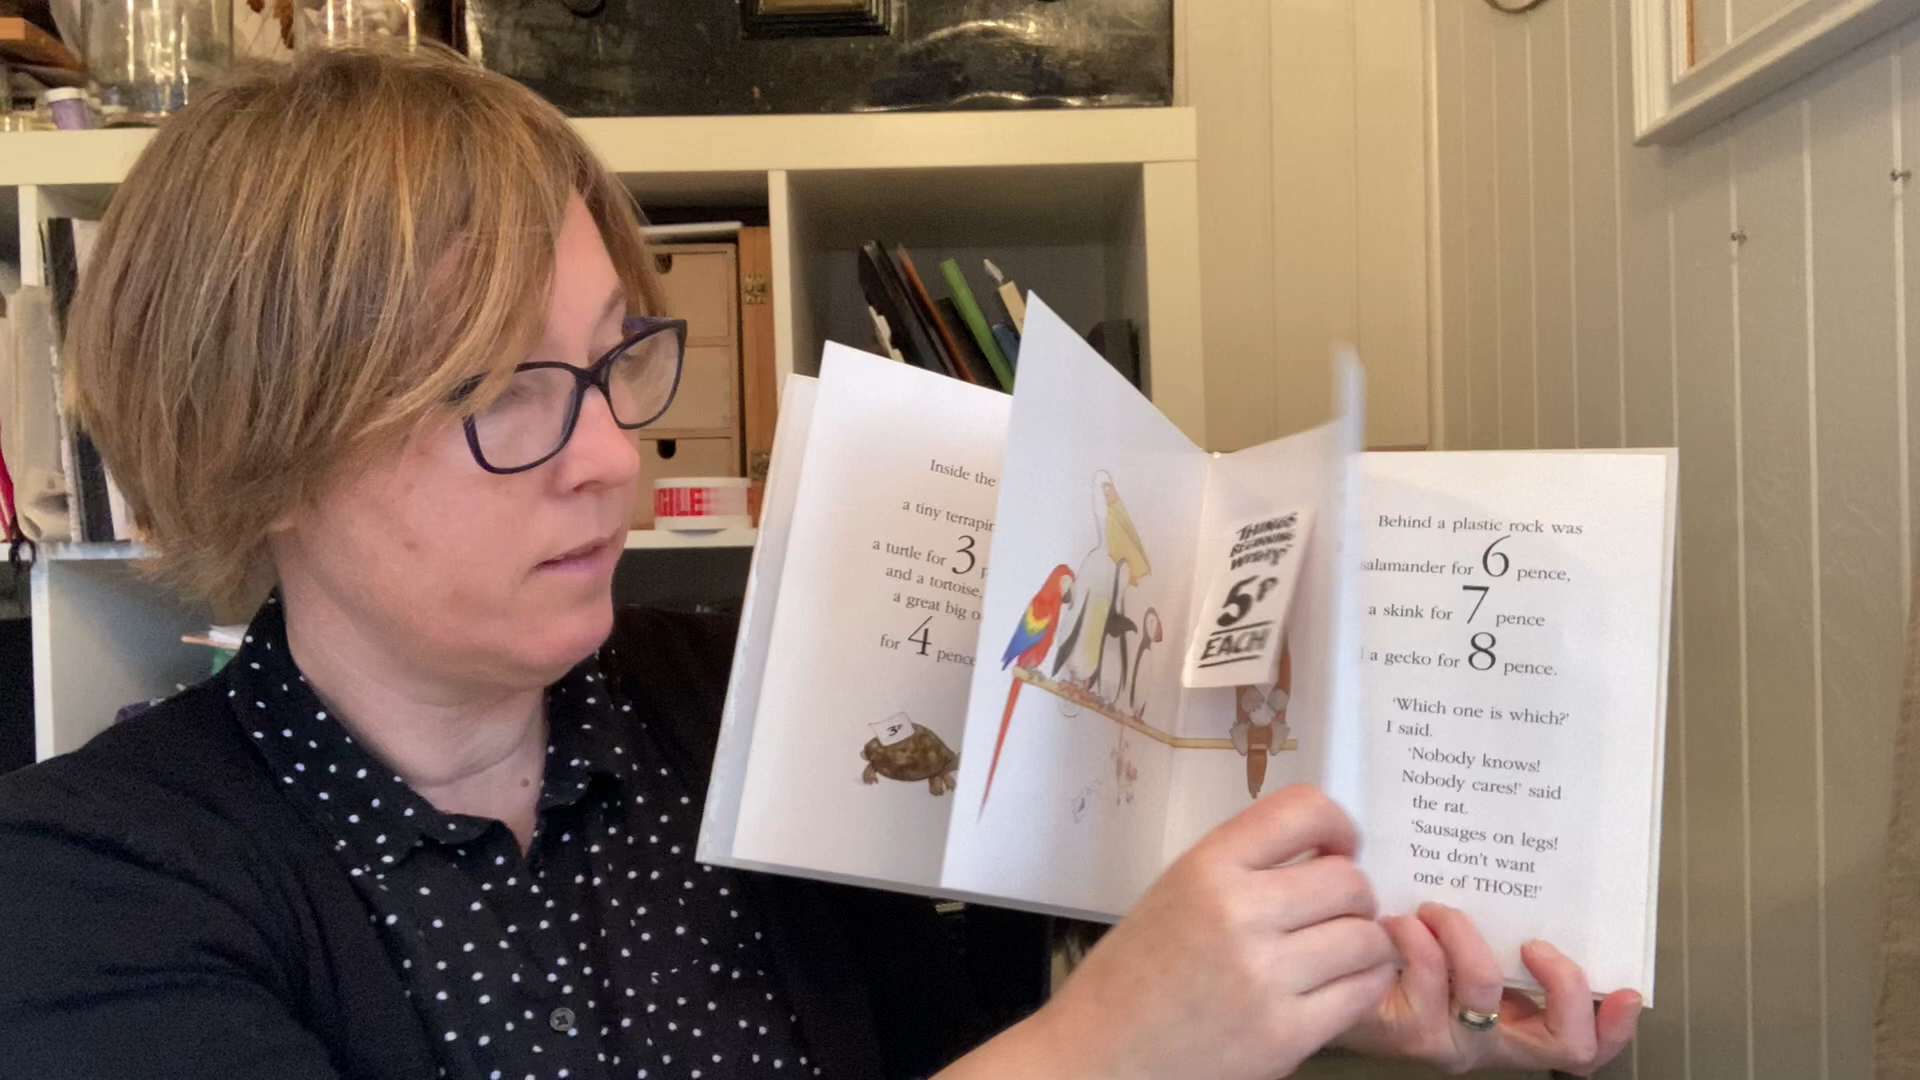 Inside the
a tiny terrapin
a turtle for 3 p
and a tortoise,
a great big o
for 4 pence
3P
THINGS
BEGINNING
WITH P
5P
EACH
Behind a plastic rock was
salamander for 6 pence,
a skink for 7 pence
a gecko for 8 pence.
‘Which one is which?’
I said.
‘Nobody knows!
Nobody cares!’ said
the rat.
‘Sausages on legs!
You don’t want
one of THOSE!’